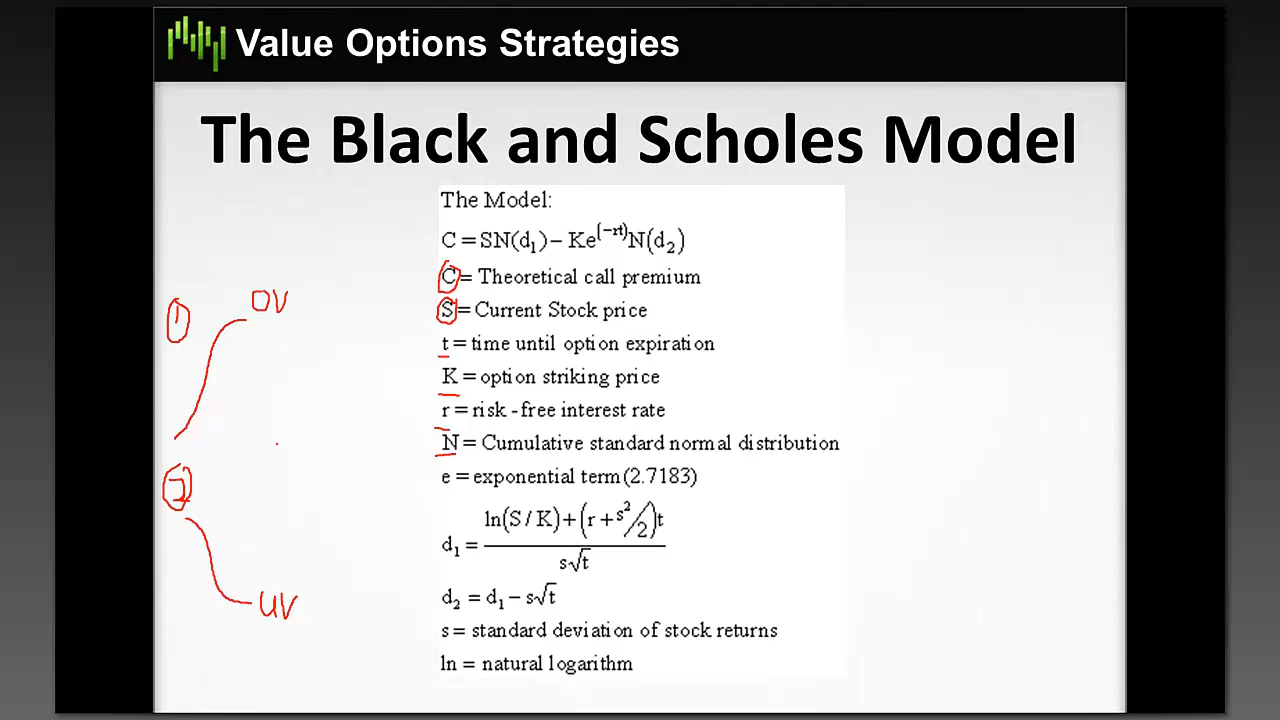 Value Options Strategies
The Black and Scholes Model
The Model:
C = SN(d₁) − Ke^(−rt)N(d₂)
C = Theoretical call premium
S = Current Stock price
t = time until option expiration
K = option striking price
r = risk -free interest rate
N = Cumulative standard normal distribution
e = exponential term (2.7183)
d₁ = (ln(S / K) + (r + s²/2)t) / (s√t)
d₂ = d₁ − s√t
s = standard deviation of stock returns
ln = natural logarithm
1
OV
2
UV